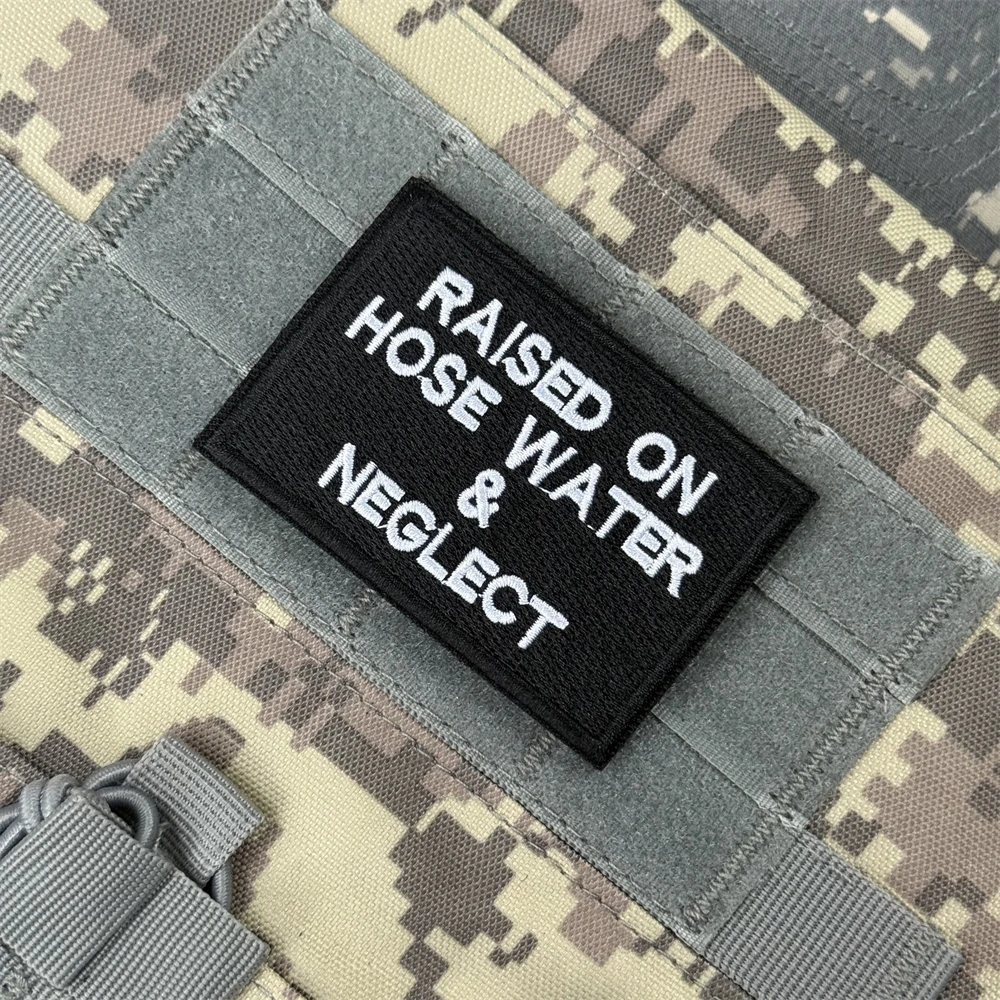 RAISED ON
HOSE WATER
&
NEGLECT